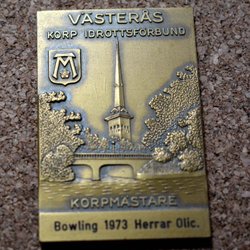 VÄSTERÅS
KORP IDROTTSFÖRBUND
M
KORPMÄSTARE
Bowling 1973 Herrar Olic.